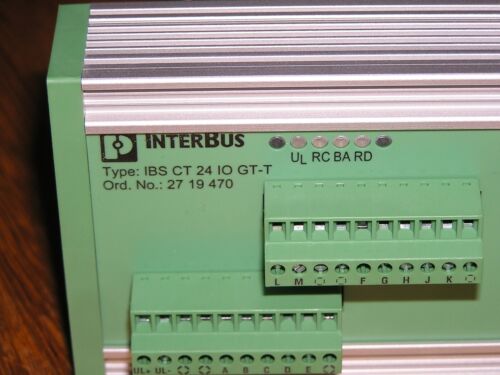 INTERBUS
UL RC BA RD
Type: IBS CT 24 IO GT-T
Ord. No.: 27 19 470
L M F G H J K
UL+ UL- A B C D E